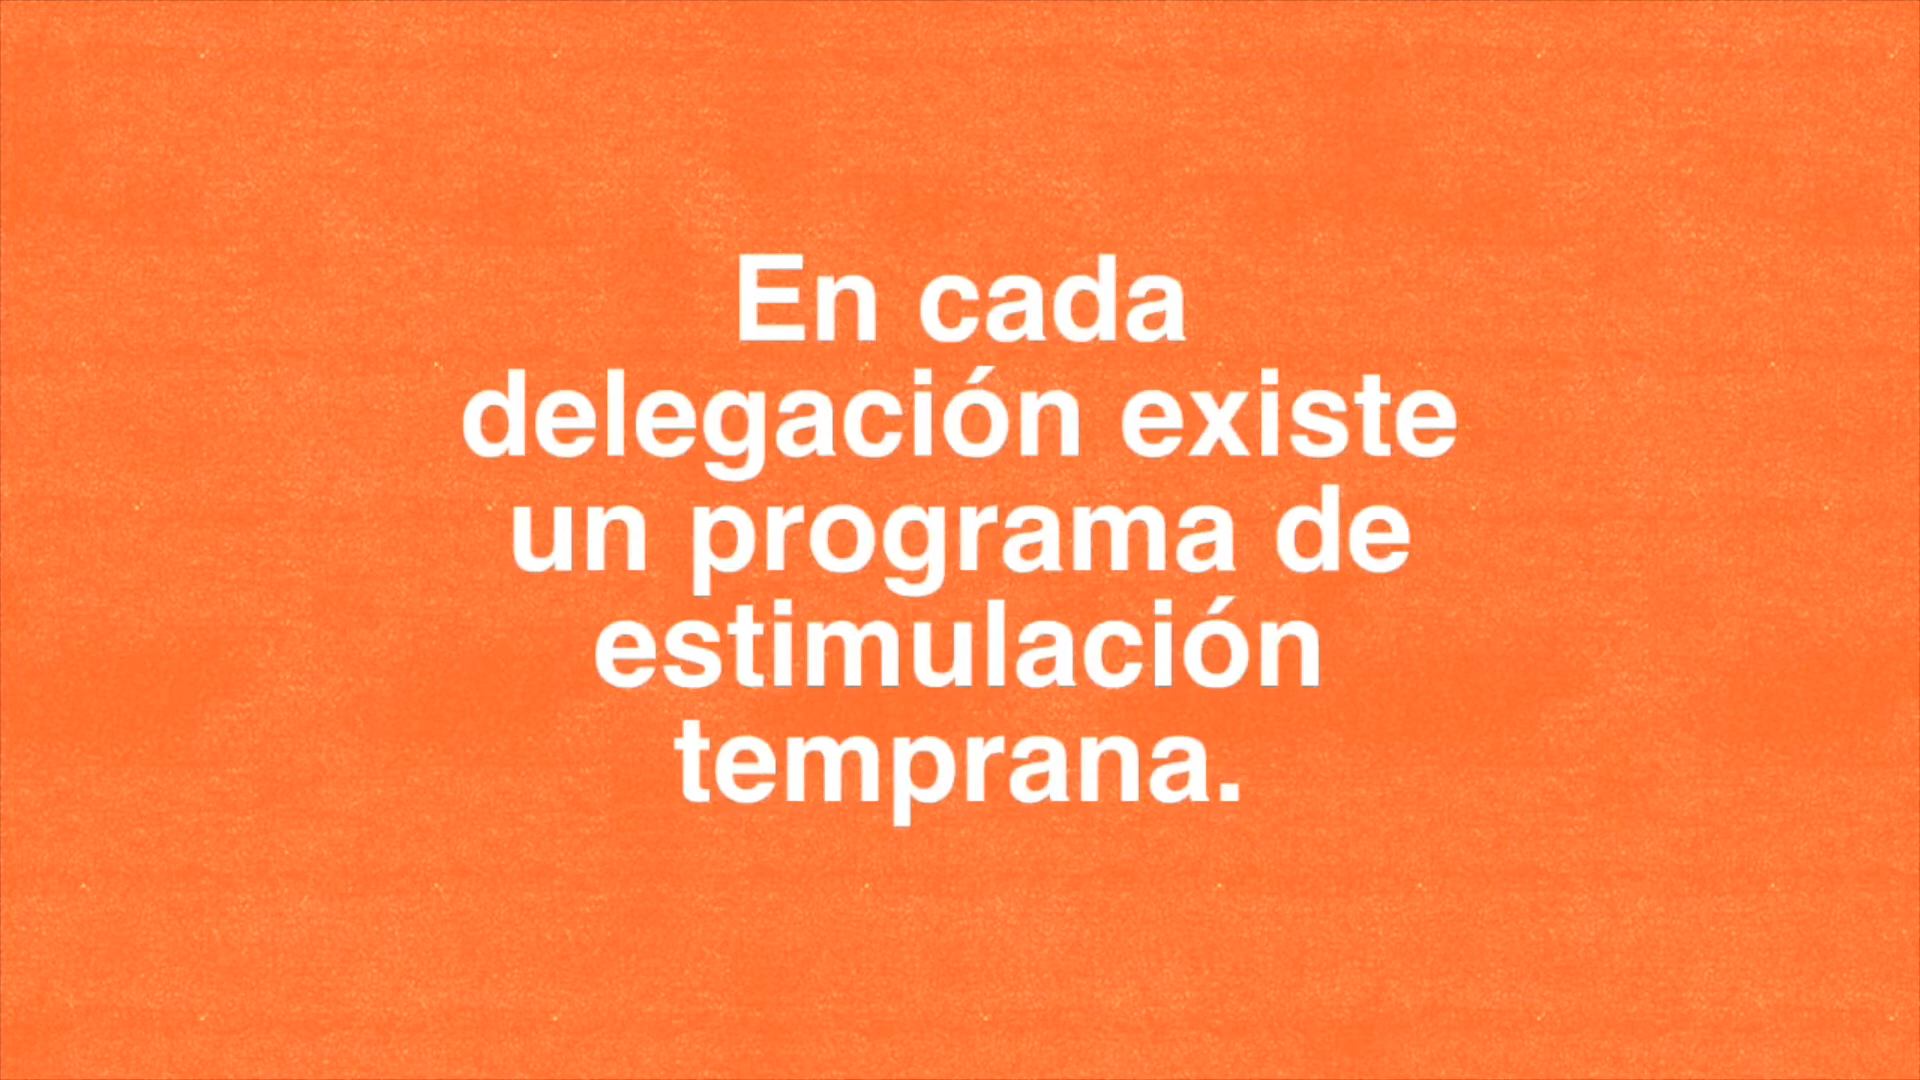 En cada
delegación existe
un programa de
estimulación
temprana.